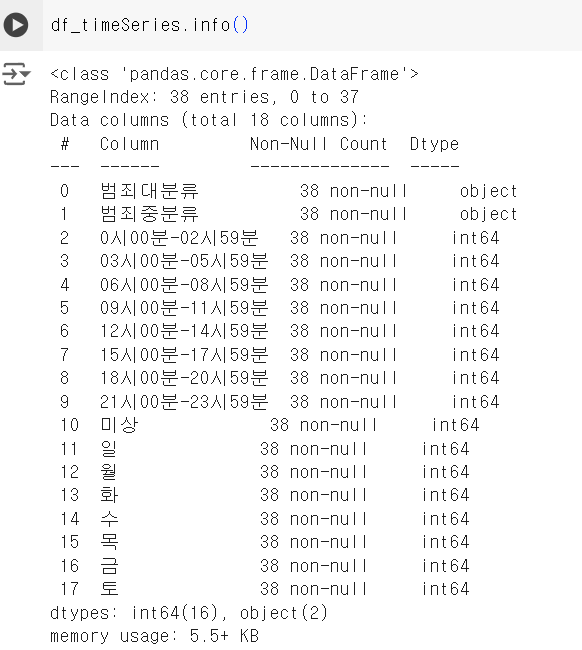 df_timeSeries.info()
<class 'pandas.core.frame.DataFrame'>
RangeIndex: 38 entries, 0 to 37
Data columns (total 18 columns):
 #   Column         Non-Null Count  Dtype
---  ------         --------------  -----
 0   범죄대분류          38 non-null     object
 1   범죄중분류          38 non-null     object
 2   0시00분-02시59분   38 non-null     int64
 3   03시00분-05시59분  38 non-null     int64
 4   06시00분-08시59분  38 non-null     int64
 5   09시00분-11시59분  38 non-null     int64
 6   12시00분-14시59분  38 non-null     int64
 7   15시00분-17시59분  38 non-null     int64
 8   18시00분-20시59분  38 non-null     int64
 9   21시00분-23시59분  38 non-null     int64
 10  미상             38 non-null     int64
 11  일              38 non-null     int64
 12  월              38 non-null     int64
 13  화              38 non-null     int64
 14  수              38 non-null     int64
 15  목              38 non-null     int64
 16  금              38 non-null     int64
 17  토              38 non-null     int64
dtypes: int64(16), object(2)
memory usage: 5.5+ KB